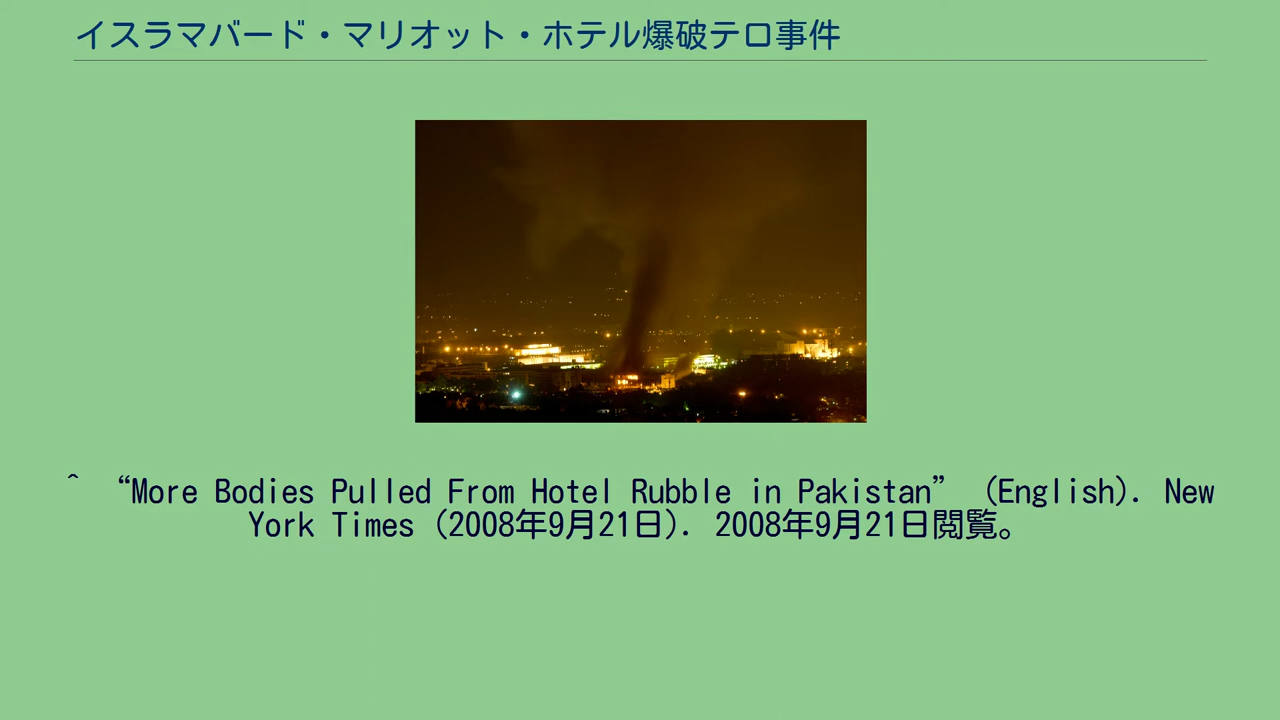 イスラマバード・マリオット・ホテル爆破テロ事件
^ “More Bodies Pulled From Hotel Rubble in Pakistan” (English). New
York Times (2008年9月21日). 2008年9月21日閲覧。